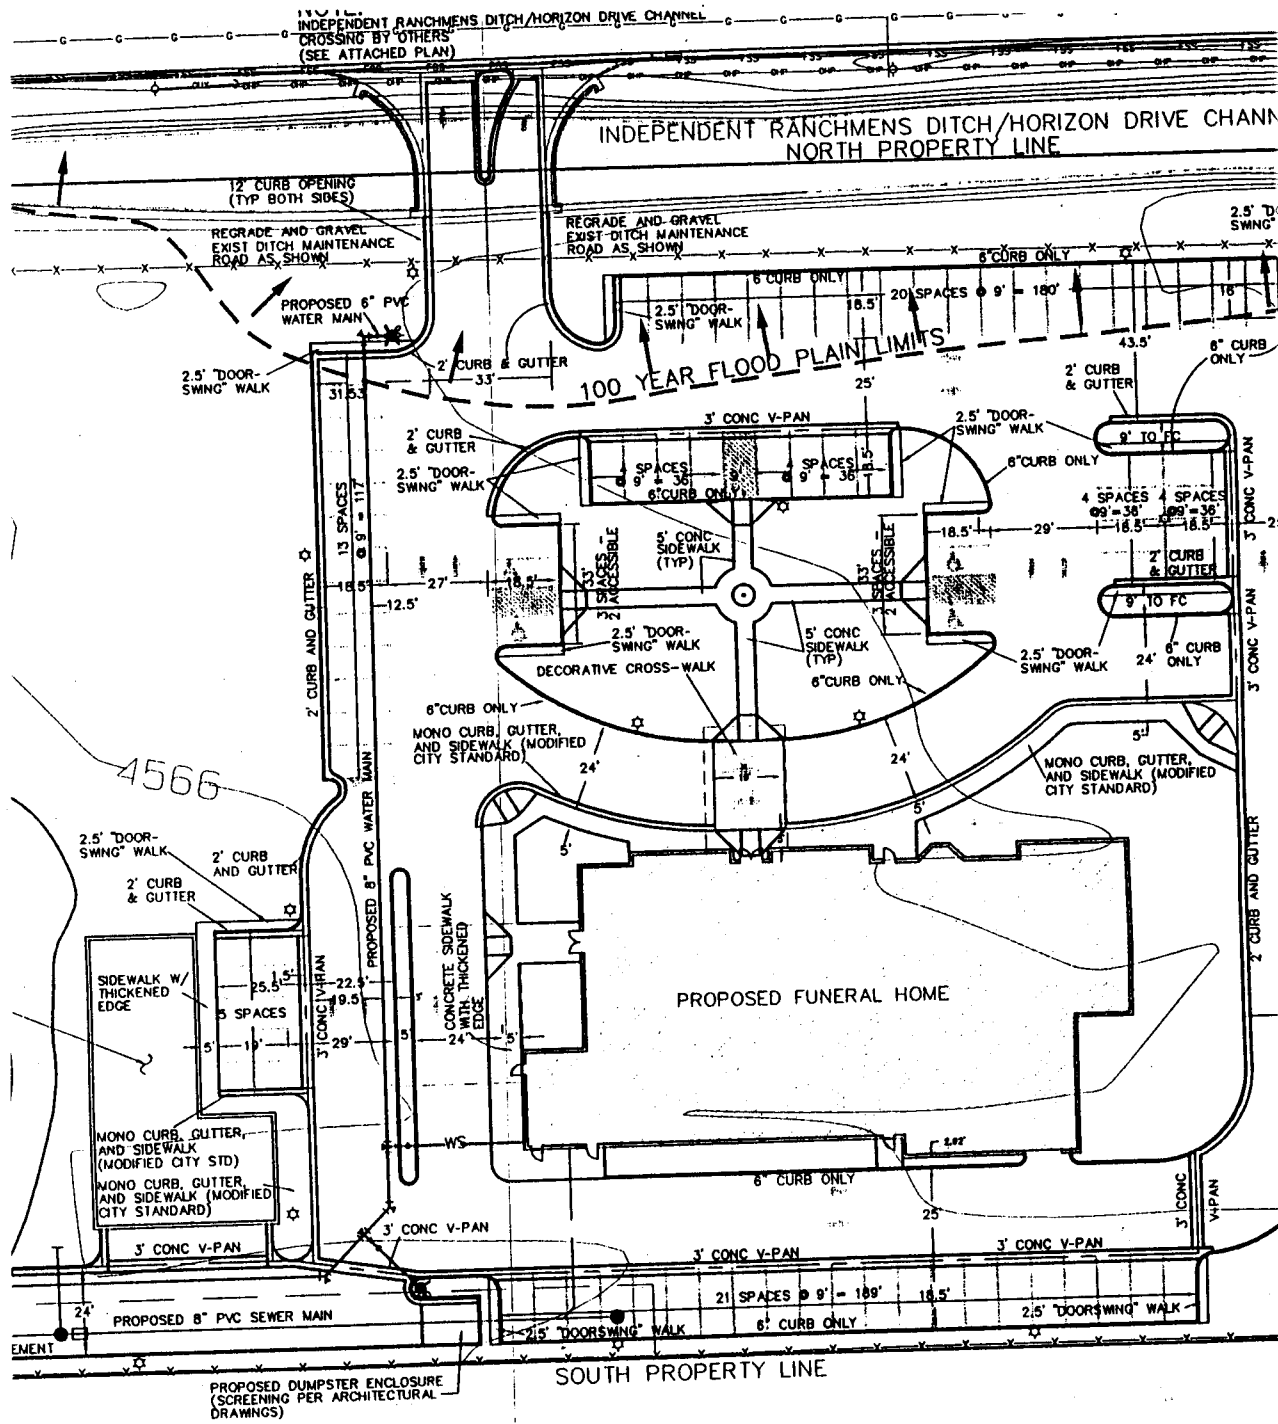 NOTE:
INDEPENDENT RANCHMENS DITCH/HORIZON DRIVE CHANNEL
CROSSING BY OTHERS
(SEE ATTACHED PLAN)
INDEPENDENT RANCHMENS DITCH/HORIZON DRIVE CHANN
NORTH PROPERTY LINE
12' CURB OPENING
(TYP BOTH SIDES)
REGRADE AND GRAVEL
EXIST DITCH MAINTENANCE
ROAD AS SHOWN
REGRADE AND GRAVEL
EXIST DITCH MAINTENANCE
ROAD AS SHOWN
2.5' "DO
SWING"
6"CURB ONLY
6"CURB ONLY
20 SPACES @ 9' = 180'
18.5'
18'
PROPOSED 6" PVC
WATER MAIN
2.5' "DOOR-
SWING" WALK
2.5' "DOOR-
SWING" WALK
2' CURB & GUTTER
33'
100 YEAR FLOOD PLAIN LIMITS
43.5'
6" CURB
ONLY
25'
31.53'
2' CURB
& GUTTER
3' CONC V-PAN
2.5' "DOOR-
SWING" WALK
2' CURB
& GUTTER
9' TO FC
2.5' "DOOR-
SWING" WALK
4 SPACES
@ 9' = 36'
9'
4 SPACES
@ 9' = 36'
18.5'
6"CURB ONLY
6"CURB ONLY
13 SPACES
@ 9' = 117'
4 SPACES
@9'=36'
4 SPACES
@9'=36'
18.5'
29'
18.5'
18.5'
3' CONC V-PAN
5' CONC
SIDEWALK
(TYP)
33'
3 SPACES -
2 ACCESSIBLE
33'
3 SPACES -
2 ACCESSIBLE
2' CURB
& GUTTER
18.5'
27'
12.5'
9' TO FC
2' CURB AND GUTTER
2.5' "DOOR-
SWING" WALK
5' CONC
SIDEWALK
(TYP)
2.5' "DOOR-
SWING" WALK
24'
6" CURB
ONLY
3' CONC V-PAN
DECORATIVE CROSS-WALK
6"CURB ONLY
6"CURB ONLY
MONO CURB, GUTTER,
AND SIDEWALK (MODIFIED
CITY STANDARD)
24'
24'
5'
MONO CURB, GUTTER,
AND SIDEWALK (MODIFIED
CITY STANDARD)
4566
PROPOSED 8" PVC WATER MAIN
5'
5'
2.5' "DOOR-
SWING" WALK
2' CURB
AND GUTTER
2' CURB
& GUTTER
2' CURB AND GUTTER
CONCRETE SIDEWALK
WITH THICKENED
EDGE
SIDEWALK W/
THICKENED
EDGE
1.5'
25.5'
22.5'
19.5'
5 SPACES
5'
19'
3' CONC V-PAN
29'
5'
24'
5'
PROPOSED FUNERAL HOME
MONO CURB, GUTTER,
AND SIDEWALK
(MODIFIED CITY STD)
WS
2.02'
MONO CURB, GUTTER,
AND SIDEWALK (MODIFIED
CITY STANDARD)
6" CURB ONLY
25'
3' CONC
V-PAN
3' CONC V-PAN
3' CONC V-PAN
3' CONC V-PAN
3' CONC V-PAN
24'
PROPOSED 8" PVC SEWER MAIN
21 SPACES @ 9' = 189'
18.5'
2.5' "DOORSWING" WALK
6" CURB ONLY
2.5' "DOORSWING" WALK
EMENT
SOUTH PROPERTY LINE
PROPOSED DUMPSTER ENCLOSURE
(SCREENING PER ARCHITECTURAL
DRAWINGS)